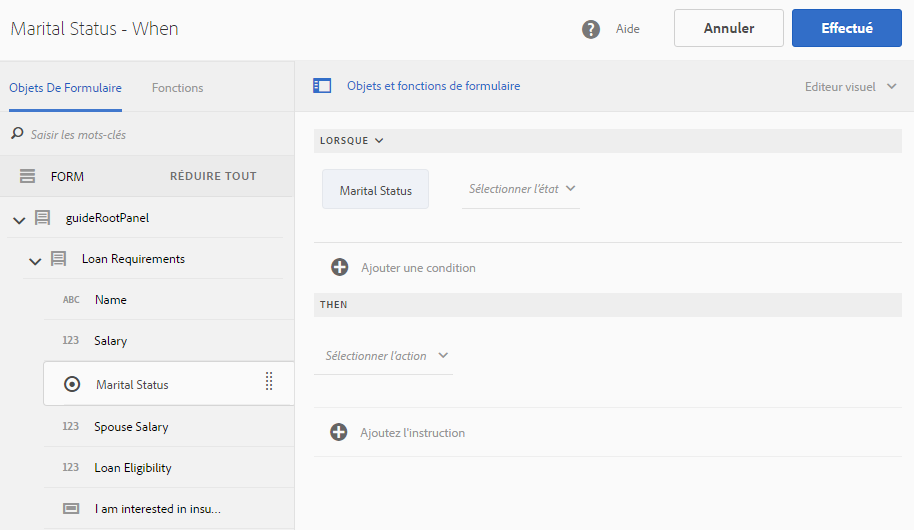 Marital Status - When
? Aide
Annuler
Effectué
Objets De Formulaire
Fonctions
Objets et fonctions de formulaire
Editeur visuel
Saisir les mots-clés
LORSQUE
FORM
RÉDUIRE TOUT
Marital Status
Sélectionner l'état
guideRootPanel
Loan Requirements
Ajouter une condition
ABC Name
THEN
123 Salary
Sélectionner l'action
Marital Status
123 Spouse Salary
Ajoutez l'instruction
123 Loan Eligibility
I am interested in insu...